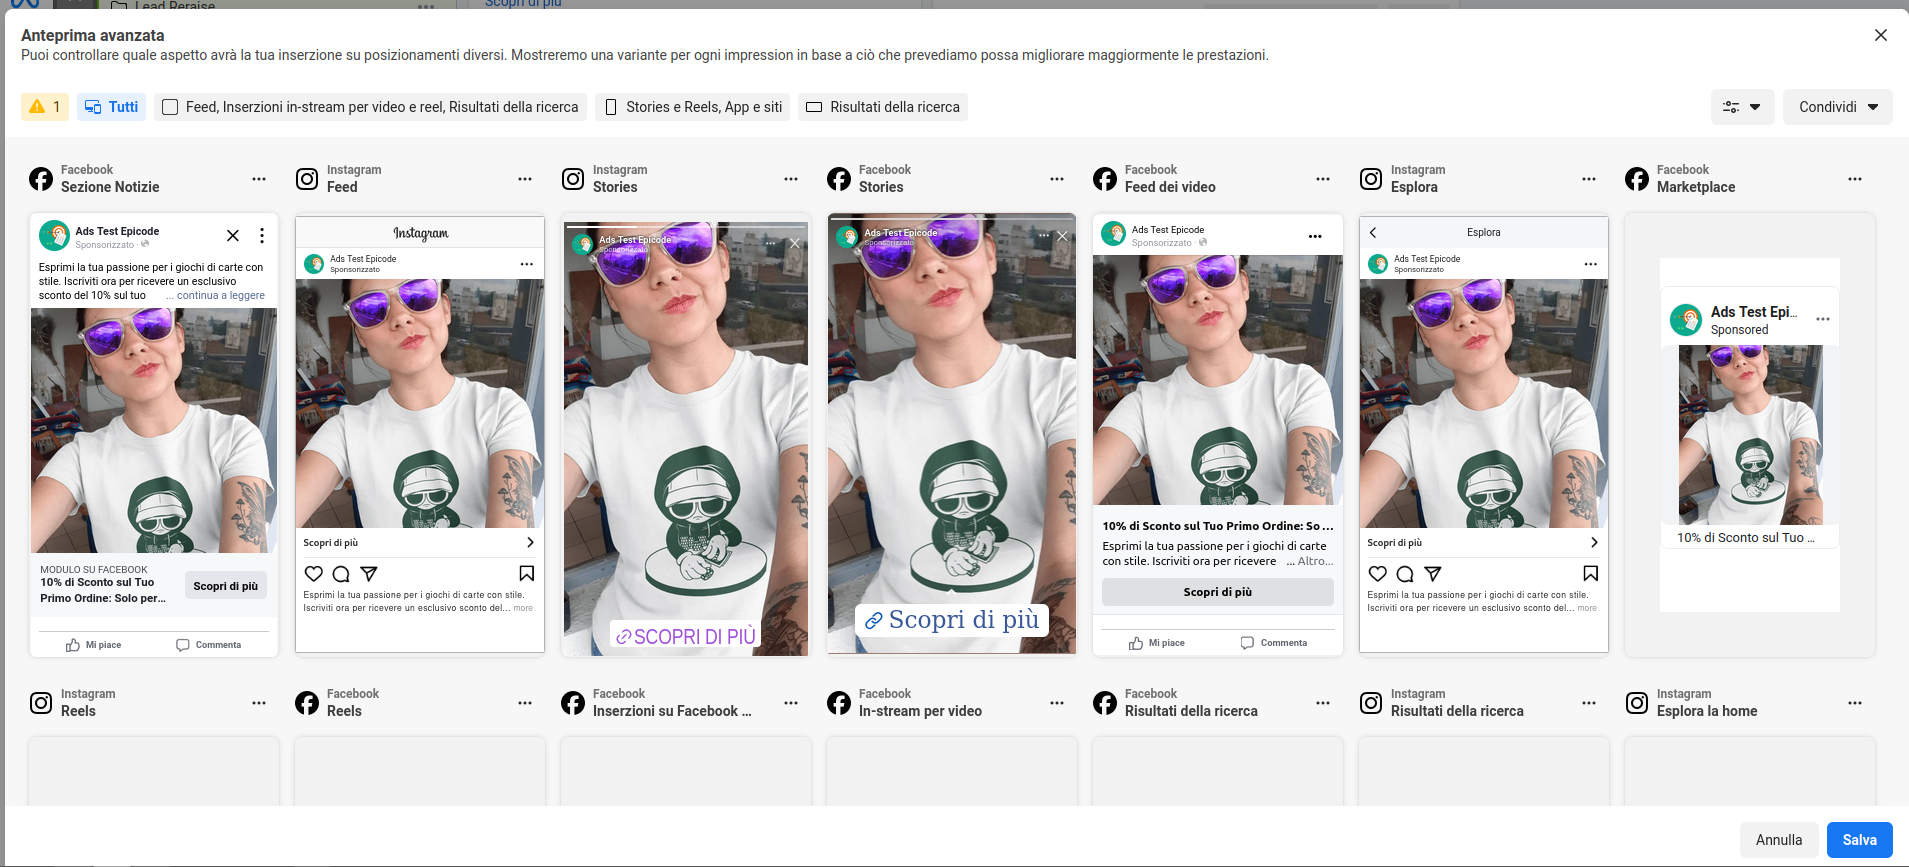 Lead Reraise
Scopri di più
Anteprima avanzata
Puoi controllare quale aspetto avrà la tua inserzione su posizionamenti diversi. Mostreremo una variante per ogni impression in base a ciò che prevediamo possa migliorare maggiormente le prestazioni.
1
Tutti
Feed, Inserzioni in-stream per video e reel, Risultati della ricerca
Stories e Reels, App e siti
Risultati della ricerca
Condividi
Facebook
Sezione Notizie
Ads Test Epicode
Sponsorizzato ·
Esprimi la tua passione per i giochi di carte con
stile. Iscriviti ora per ricevere un esclusivo
sconto del 10% sul tuo ... continua a leggere
MODULO SU FACEBOOK
10% di Sconto sul Tuo
Primo Ordine: Solo per...
Scopri di più
Mi piace
Commenta
Instagram
Feed
Instagram
Ads Test Epicode
Sponsorizzato
Scopri di più
Esprimi la tua passione per i giochi di carte con stile.
Iscriviti ora per ricevere un esclusivo sconto del... more
Instagram
Stories
Ads Test Epicode
Sponsorizzato
SCOPRI DI PIÙ
Facebook
Stories
Ads Test Epicode
Sponsorizzato
Scopri di più
Facebook
Feed dei video
Ads Test Epicode
Sponsorizzato ·
10% di Sconto sul Tuo Primo Ordine: So...
Esprimi la tua passione per i giochi di carte
con stile. Iscriviti ora per ricevere ... Altro...
Scopri di più
Mi piace
Commenta
Instagram
Esplora
Esplora
Ads Test Epicode
Sponsorizzato
Scopri di più
Esprimi la tua passione per i giochi di carte con stile.
Iscriviti ora per ricevere un esclusivo sconto del... more
Facebook
Marketplace
Ads Test Epi...
Sponsored
10% di Sconto sul Tuo ...
Instagram
Reels
Facebook
Reels
Facebook
Inserzioni su Facebook ...
Facebook
In-stream per video
Facebook
Risultati della ricerca
Instagram
Risultati della ricerca
Instagram
Esplora la home
Annulla
Salva